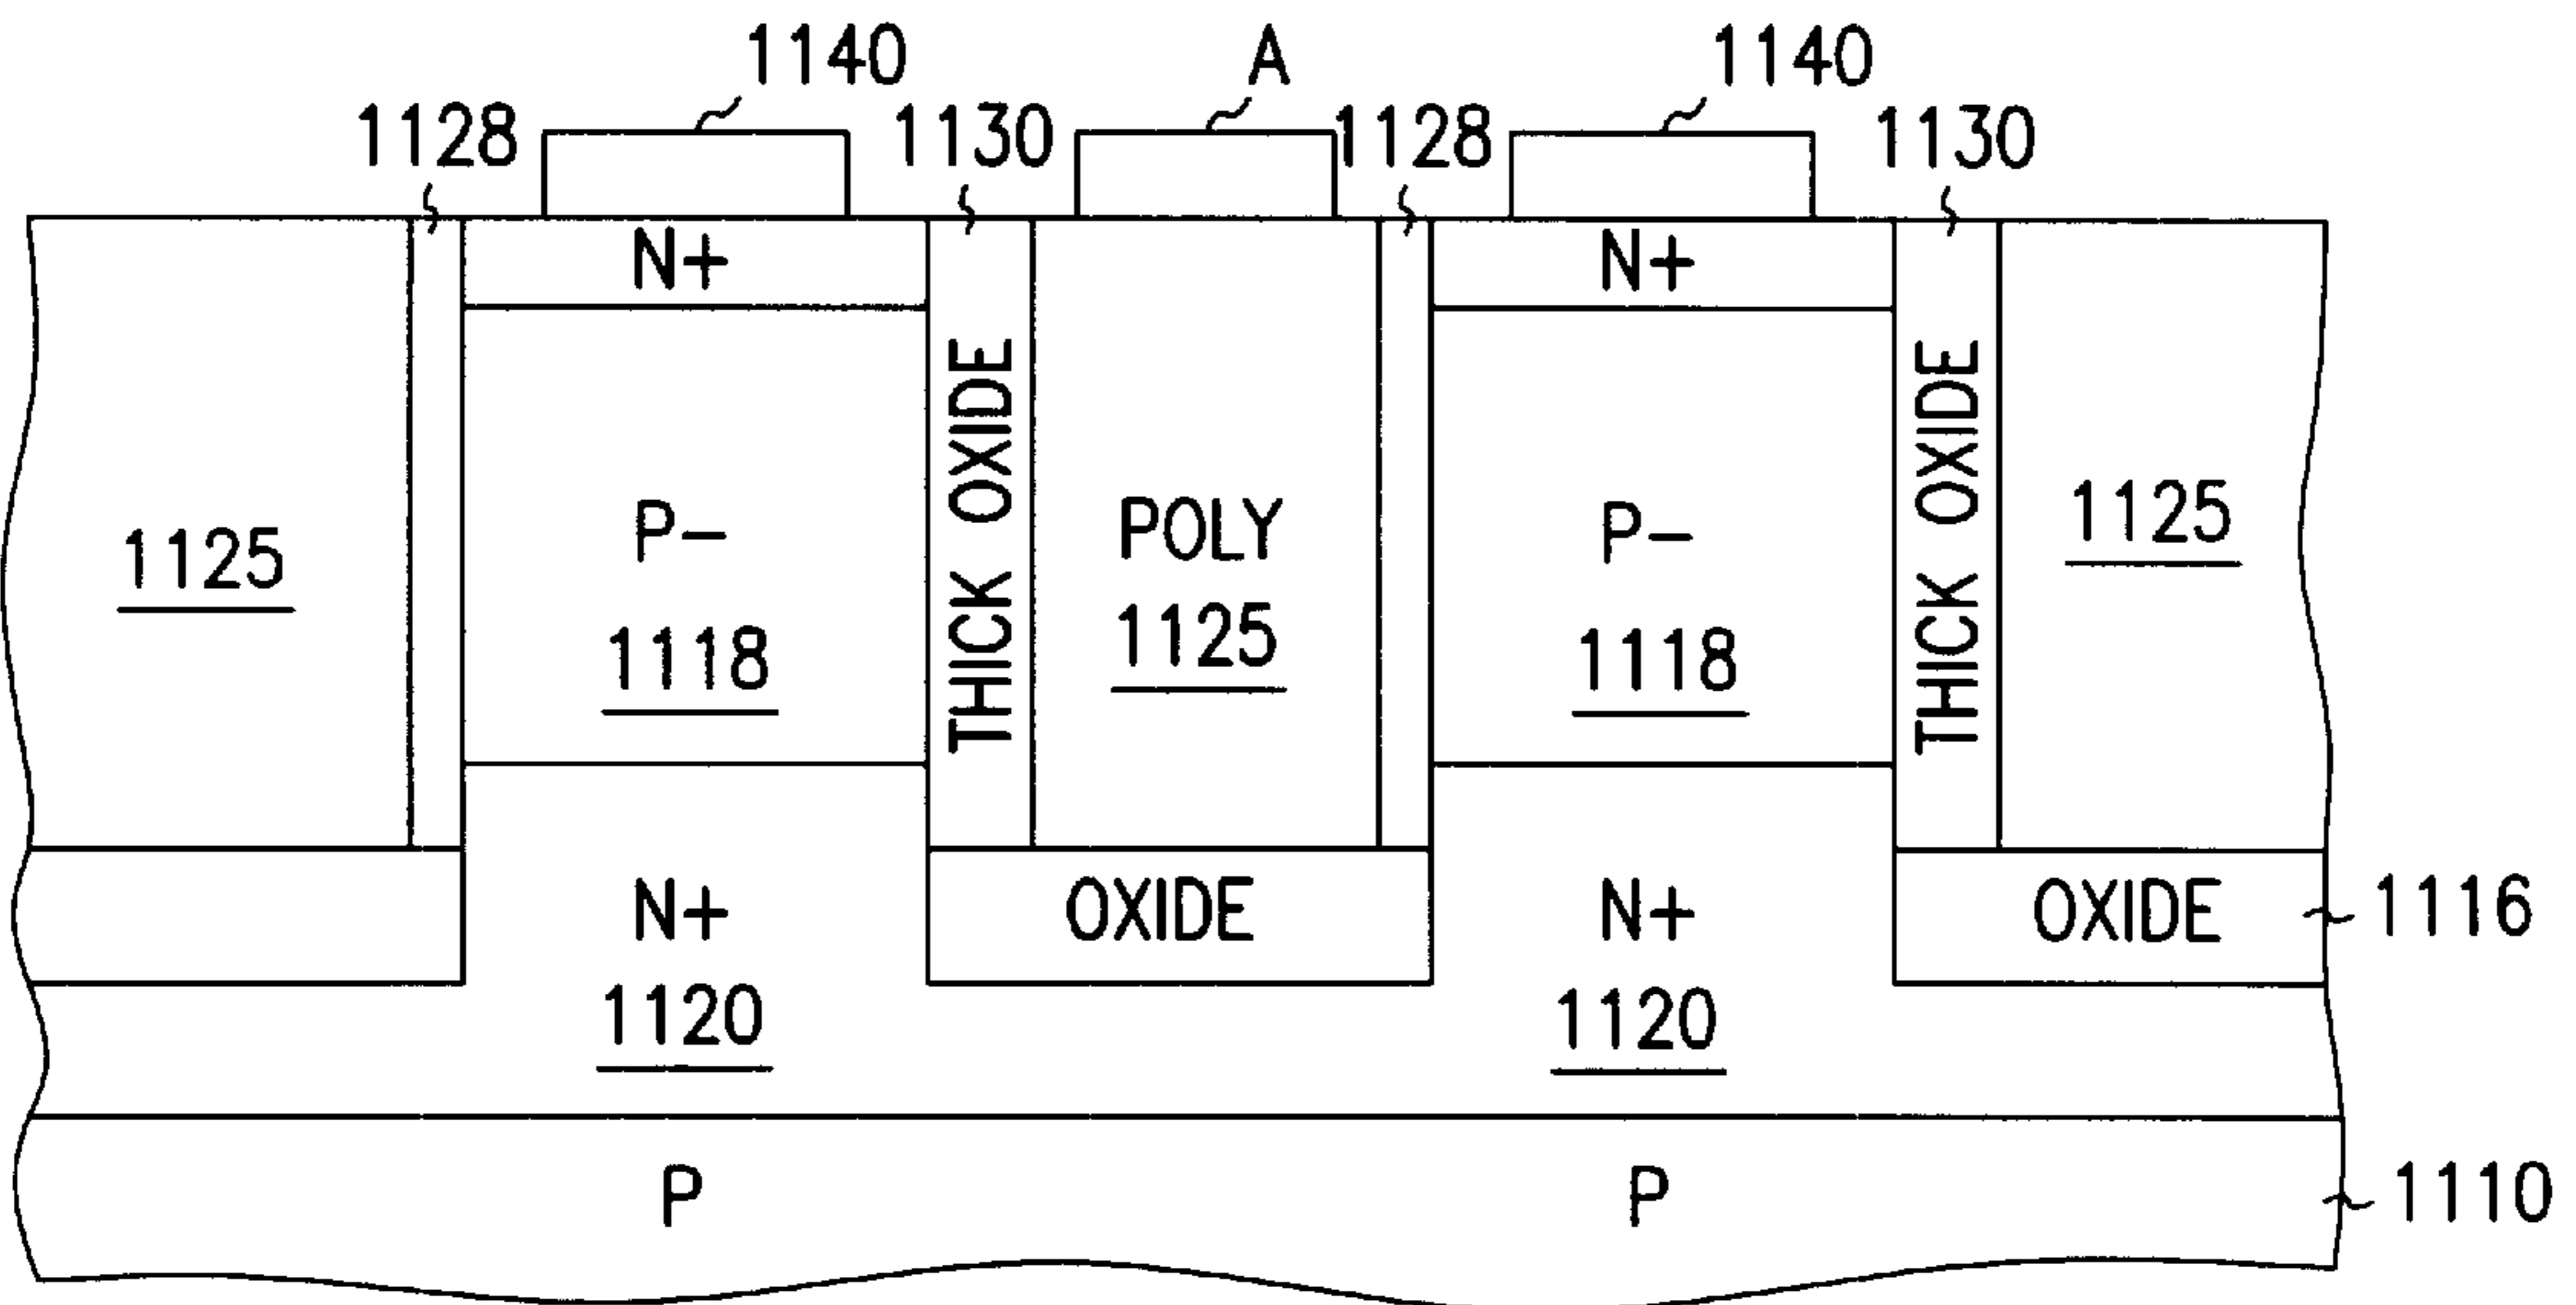 1140 A 1140
1128 1130 1128 1130
N+ N+
THICK OXIDE THICK OXIDE
P- POLY P- 1125
1125 1125
1118 1118
N+ OXIDE N+ OXIDE 1116
1120 1120
P P 1110